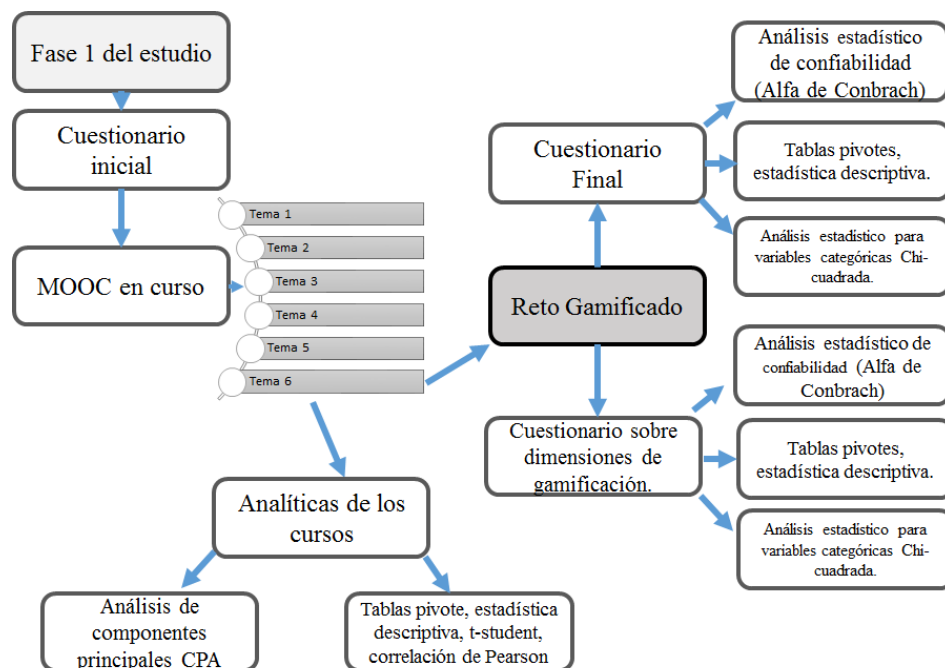 Fase 1 del estudio
Cuestionario
inicial
MOOC en curso
Tema 1
Tema 2
Tema 3
Tema 4
Tema 5
Tema 6
Analíticas de los
cursos
Análisis de
componentes
principales CPA
Tablas pivote, estadística
descriptiva, t-student,
correlación de Pearson
Reto Gamificado
Cuestionario
Final
Análisis estadístico
de confiabilidad
(Alfa de Conbrach)
Tablas pivotes,
estadística descriptiva.
Análisis estadístico para
variables categóricas Chi-
cuadrada.
Cuestionario sobre
dimensiones de
gamificación.
Análisis estadístico de
confiabilidad (Alfa de
Conbrach)
Tablas pivotes,
estadística descriptiva.
Análisis estadístico para
variables categóricas Chi-
cuadrada.